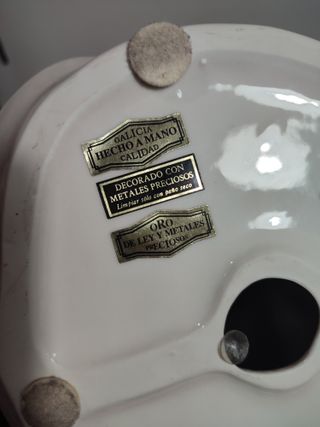 GALICIA
HECHO A MANO
CALIDAD
DECORADO CON
METALES PRECIOSOS
Limpiar sólo con paño seco
ORO
DE LEY Y METALES
PRECIOSOS